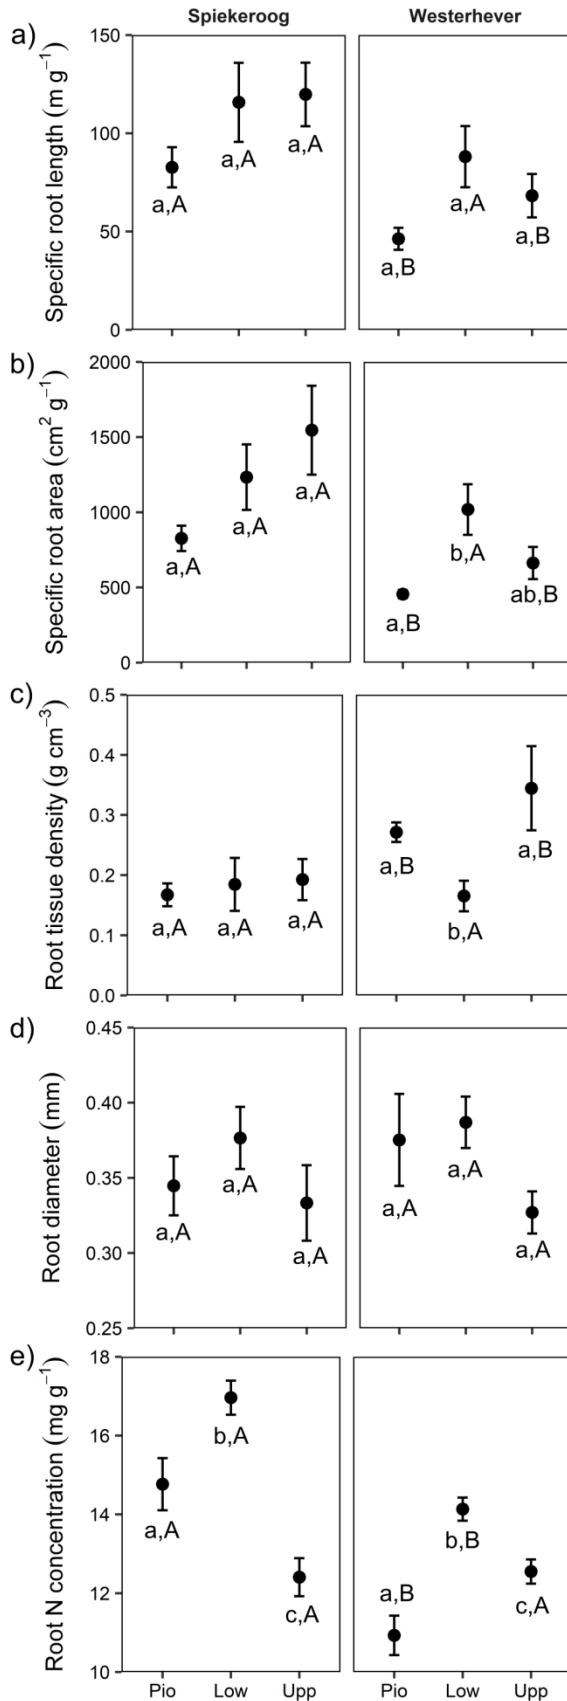 Spiekeroog Westerhever
a)
Specific root length (m g⁻¹)
150
100
50
0
a,A a,A a,A
a,B a,A a,B
b)
Specific root area (cm² g⁻¹)
2000
1500
1000
500
0
a,A a,A a,A
a,B b,A ab,B
c)
Root tissue density (g cm⁻³)
0.5
0.4
0.3
0.2
0.1
0.0
a,A a,A a,A
a,B b,A a,B
d)
Root diameter (mm)
0.45
0.40
0.35
0.30
0.25
a,A a,A a,A
a,A a,A a,A
e)
Root N concentration (mg g⁻¹)
18
16
14
12
10
a,A b,A c,A
a,B b,B c,A
Pio Low Upp Pio Low Upp